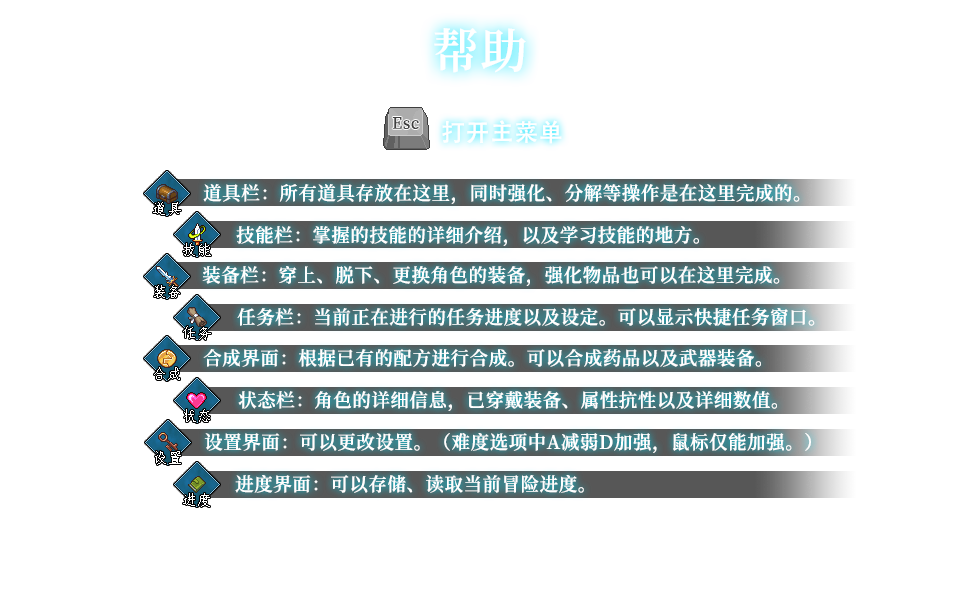 帮助
Esc 打开主菜单
道具 道具栏：所有道具存放在这里，同时强化、分解等操作是在这里完成的。
技能 技能栏：掌握的技能的详细介绍，以及学习技能的地方。
装备 装备栏：穿上、脱下、更换角色的装备，强化物品也可以在这里完成。
任务 任务栏：当前正在进行的任务进度以及设定。可以显示快捷任务窗口。
合成 合成界面：根据已有的配方进行合成。可以合成药品以及武器装备。
状态 状态栏：角色的详细信息，已穿戴装备、属性抗性以及详细数值。
设置 设置界面：可以更改设置。（难度选项中A减弱D加强，鼠标仅能加强。）
进度 进度界面：可以存储、读取当前冒险进度。